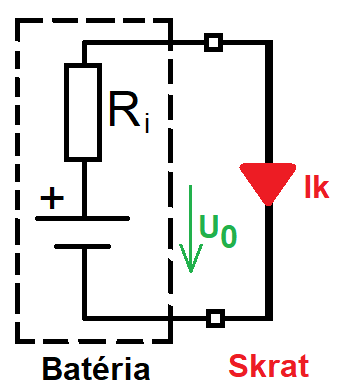 Ri
+
Ik
U0
Batéria
Skrat